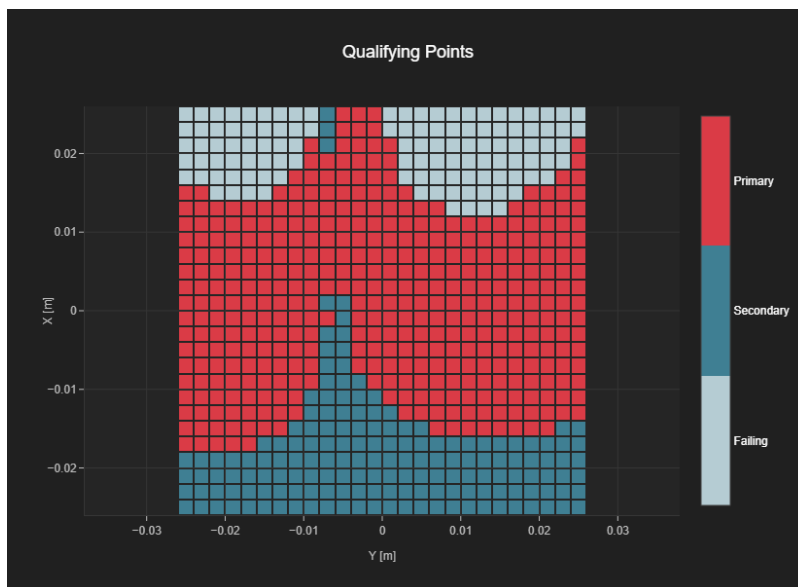 Qualifying Points
Primary
Secondary
Failing
0.02
0.01
0
−0.01
−0.02
X [m]
−0.03
−0.02
−0.01
0
0.01
0.02
0.03
Y [m]